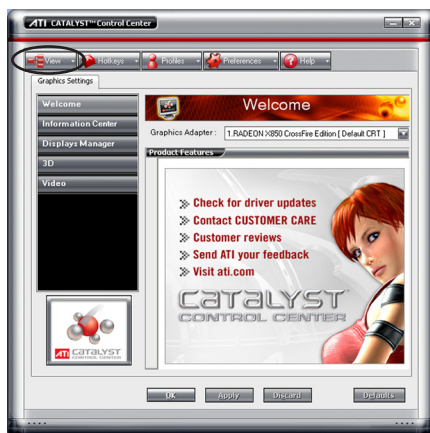 ATI CATALYST™ Control Center
View Hotkeys Profiles Preferences Help
Graphics Settings
Welcome
Information Center
Displays Manager
3D
Video
Welcome
Graphics Adapter : 1.RADEON X850 CrossFire Edition [ Default CRT ]
Product Features
Check for driver updates
Contact CUSTOMER CARE
Customer reviews
Send ATI your feedback
Visit ati.com
CATALYST
CONTROL CENTER
ATI CATALYST
CONTROL CENTER
OK Apply Discard Defaults